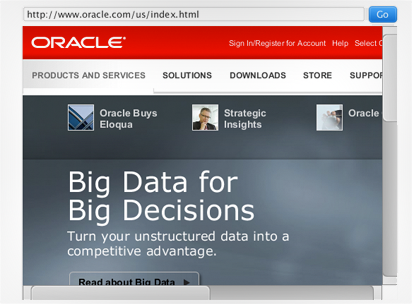 http://www.oracle.com/us/index.html Go
ORACLE
Sign In/Register for Account Help Select C
PRODUCTS AND SERVICES SOLUTIONS DOWNLOADS STORE SUPPOR
Oracle Buys
Eloqua
Strategic
Insights
Oracle
Big Data for
Big Decisions
Turn your unstructured data into a
competitive advantage.
Read about Big Data